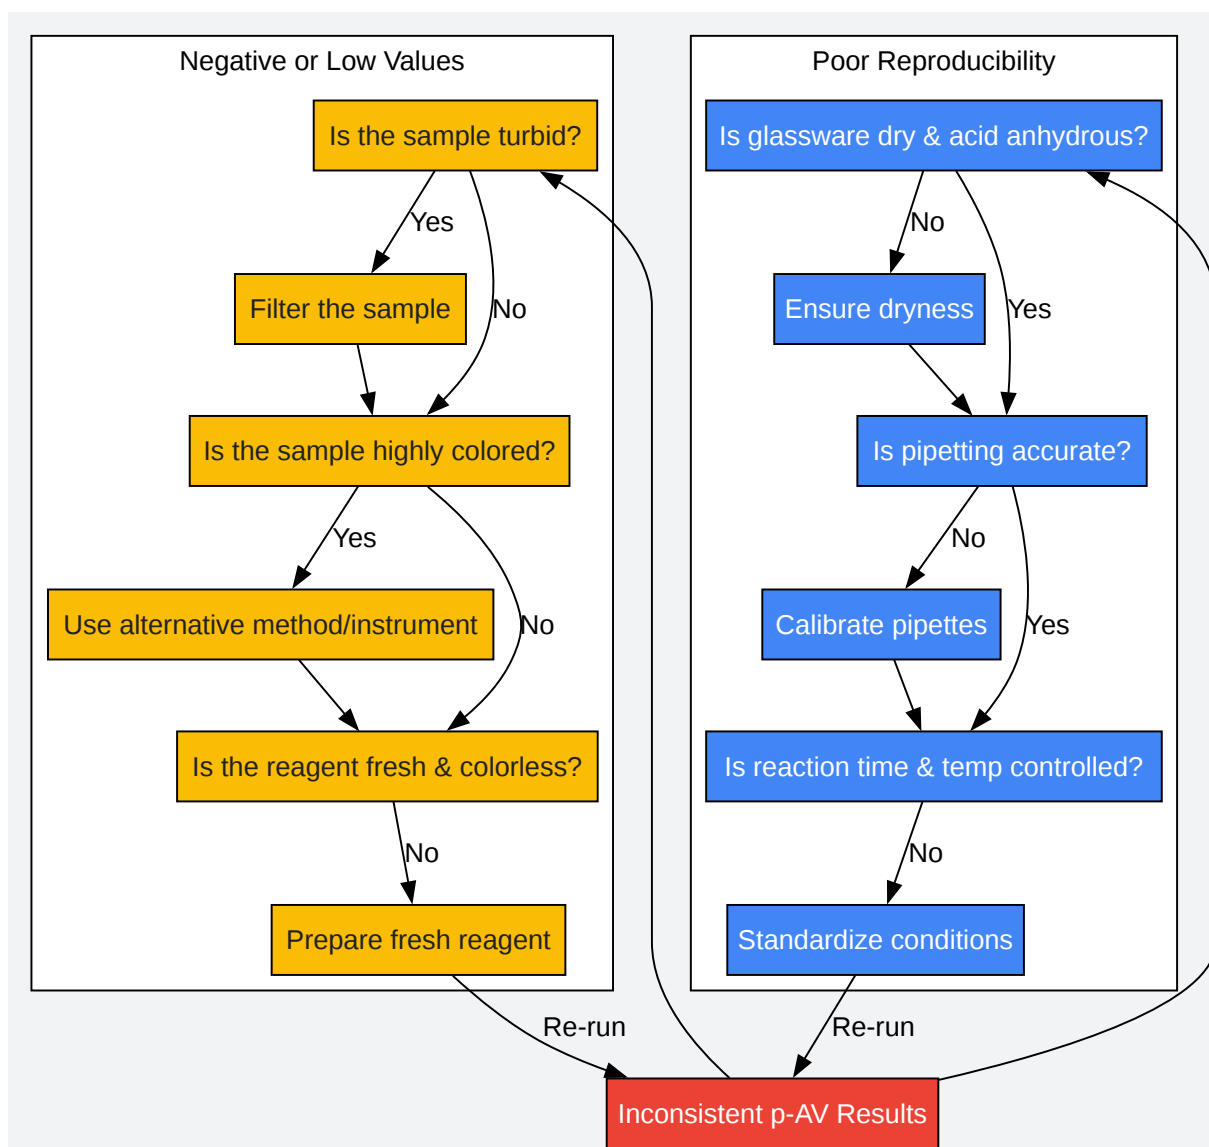 Negative or Low Values
Is the sample turbid?
Yes
Filter the sample
No
Is the sample highly colored?
Yes
Use alternative method/instrument
No
Is the reagent fresh & colorless?
No
Prepare fresh reagent
Re-run
Poor Reproducibility
Is glassware dry & acid anhydrous?
No
Ensure dryness
Yes
Is pipetting accurate?
No
Calibrate pipettes
Yes
Is reaction time & temp controlled?
No
Standardize conditions
Re-run
Inconsistent p-AV Results